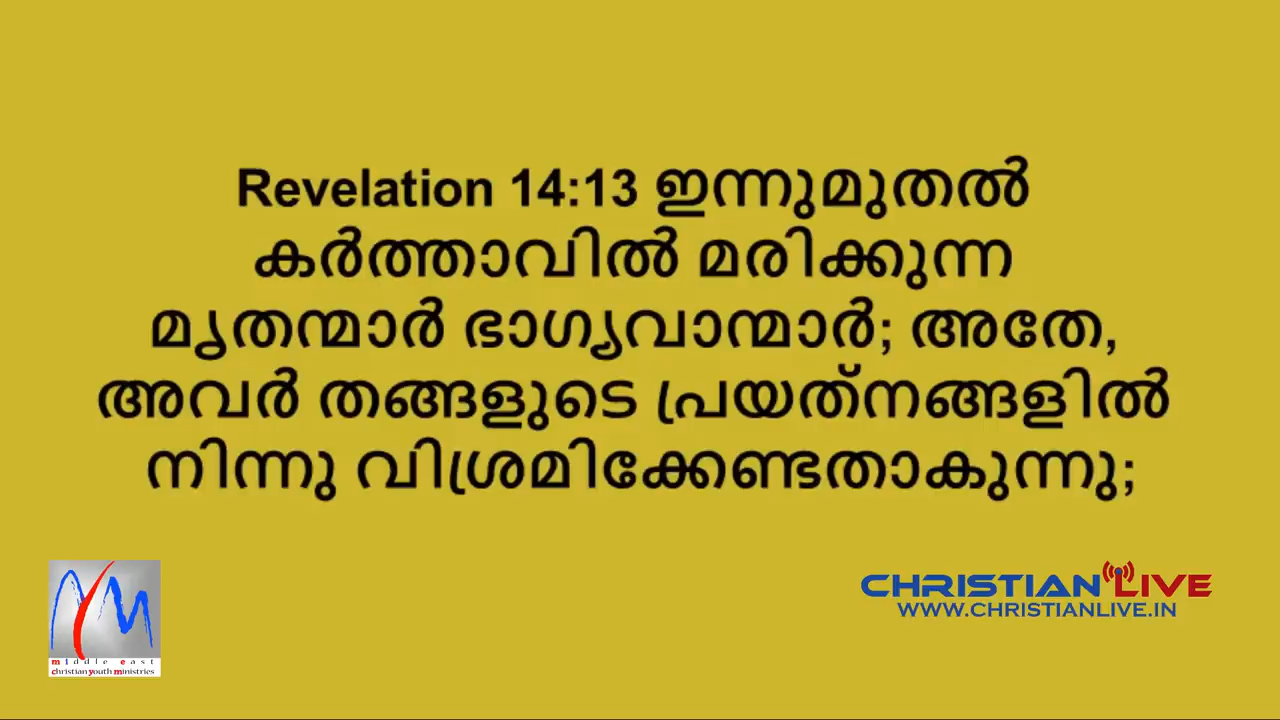 Revelation 14:13 ഇന്നുമുതൽ
കർത്താവിൽ മരിക്കുന്ന
മൃതന്മാർ ഭാഗ്യവാന്മാർ; അതേ,
അവർ തങ്ങളുടെ പ്രയത്‌നങ്ങളിൽ
നിന്നു വിശ്രമിക്കേണ്ടതാകുന്നു;
middle east
christian youth ministries
CHRISTIAN LIVE
WWW.CHRISTIANLIVE.IN